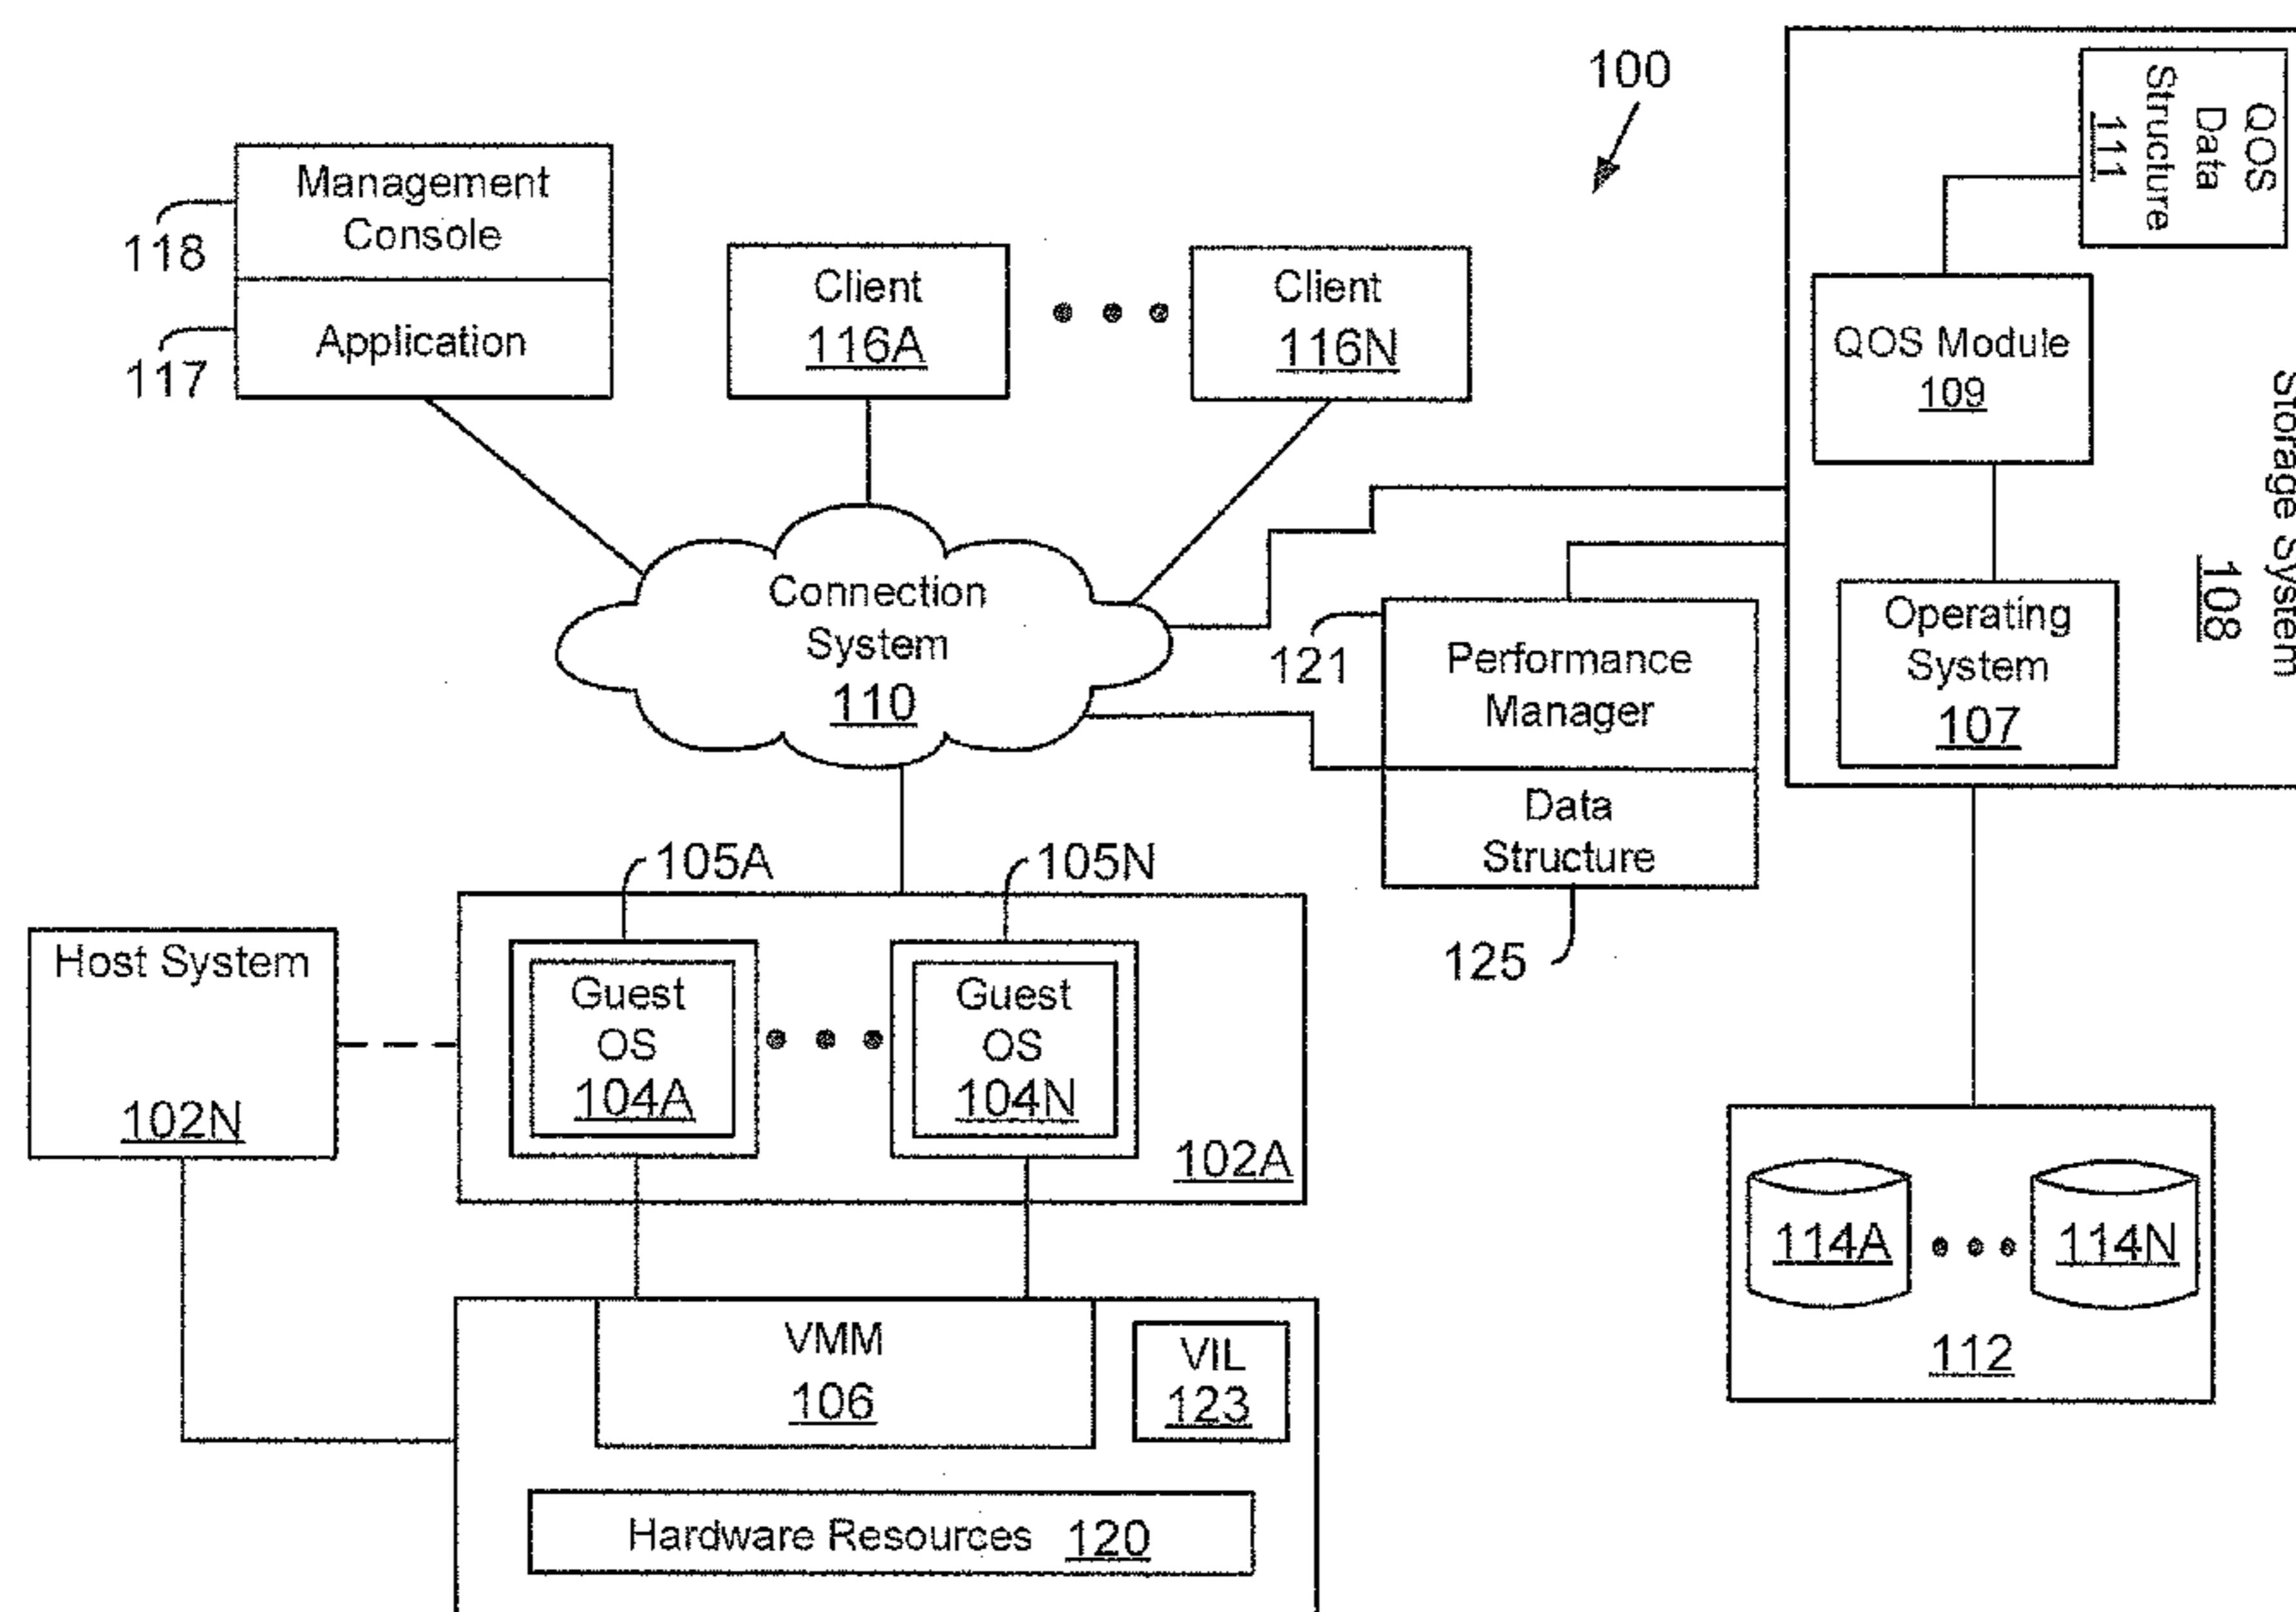 100
Management
Console
118
Application
117
Client
116A
Client
116N
QOS
Data
Structure
111
QOS Module
109
Storage System
108
Operating
System
107
Connection
System
110
121
Performance
Manager
Data
Structure
125
105A
105N
Host System
102N
Guest
OS
104A
Guest
OS
104N
102A
114A
114N
112
VMM
106
VIL
123
Hardware Resources 120